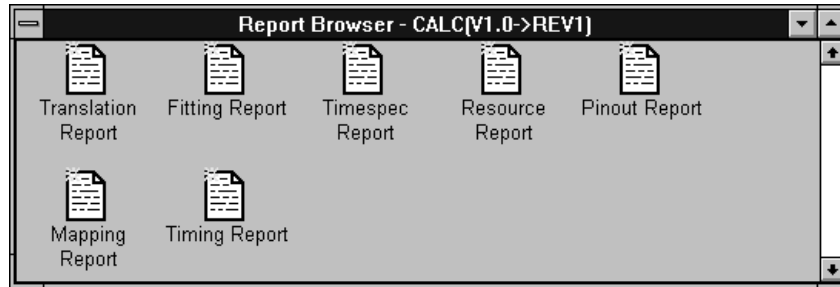 Report Browser - CALC(V1.0->REV1)
Translation Report
Fitting Report
Timespec Report
Resource Report
Pinout Report
Mapping Report
Timing Report